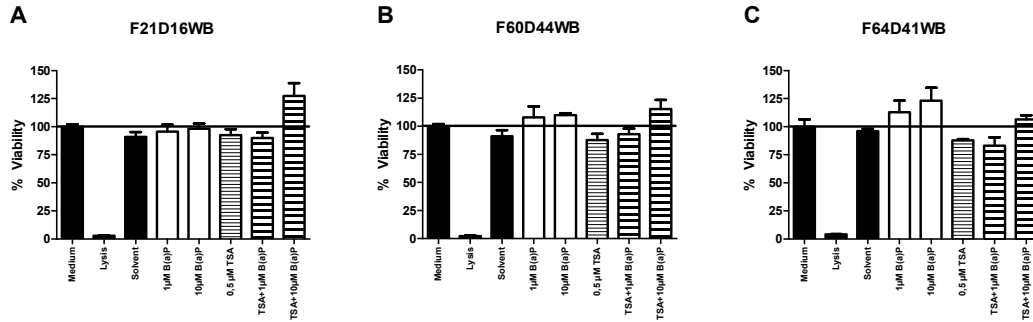 A
F21D16WB
% Viability
150
125
100
75
50
25
0
Medium
Lysis
Solvent
1µM B(a)P
10µM B(a)P
0,5 µM TSA
TSA+1µM B(a)P
TSA+10µM B(a)P
B
F60D44WB
% Viability
150
125
100
75
50
25
0
Medium
Lysis
Solvent
1µM B(a)P
10µM B(a)P
0,5 µM TSA
TSA+1µM B(a)P
TSA+10µM B(a)P
C
F64D41WB
% Viability
150
125
100
75
50
25
0
Medium
Lysis
Solvent
1µM B(a)P
10µM B(a)P
0,5 µM TSA
TSA+1µM B(a)P
TSA+10µM B(a)P